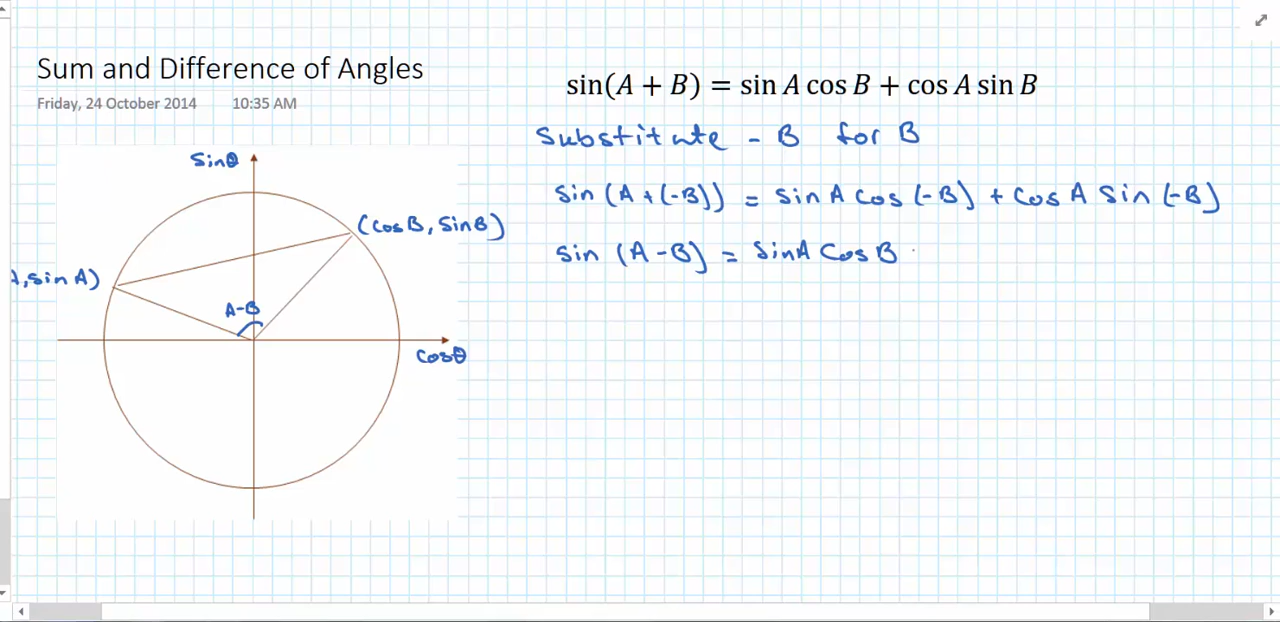 Sum and Difference of Angles
Friday, 24 October 2014 10:35 AM
sin(A + B) = sin A cos B + cos A sin B
Substitute - B for B
Sin (A + (-B)) = Sin A Cos (-B) + Cos A Sin (-B)
Sin (A - B) = SinA Cos B
Sinθ
(CosB, SinB)
, sin A)
A-B
Cosθ